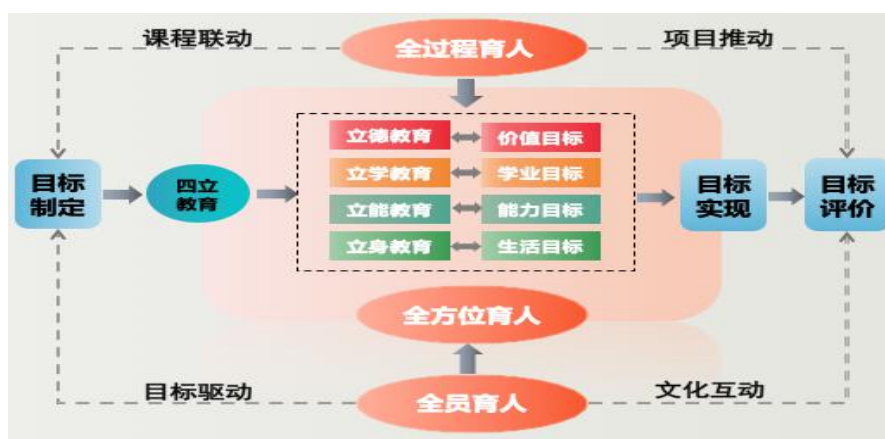 课程联动
全过程育人
项目推动
立德教育
价值目标
目标
制定
四立
教育
立学教育
学业目标
立能教育
能力目标
立身教育
生活目标
目标
实现
目标
评价
全方位育人
目标驱动
全员育人
文化互动